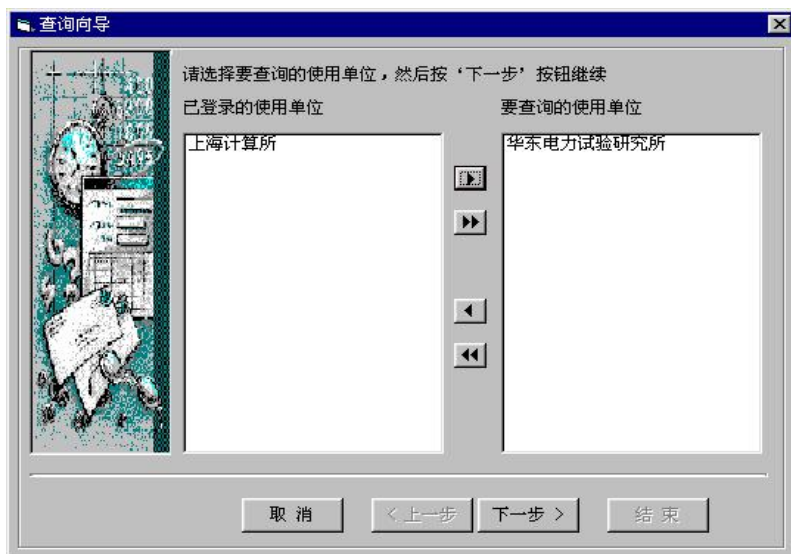 查询向导
请选择要查询的使用单位，然后按‘下一步’按钮继续
已登录的使用单位
要查询的使用单位
上海计算所
华东电力试验研究所
取 消
< 上一步
下一步 >
结 束